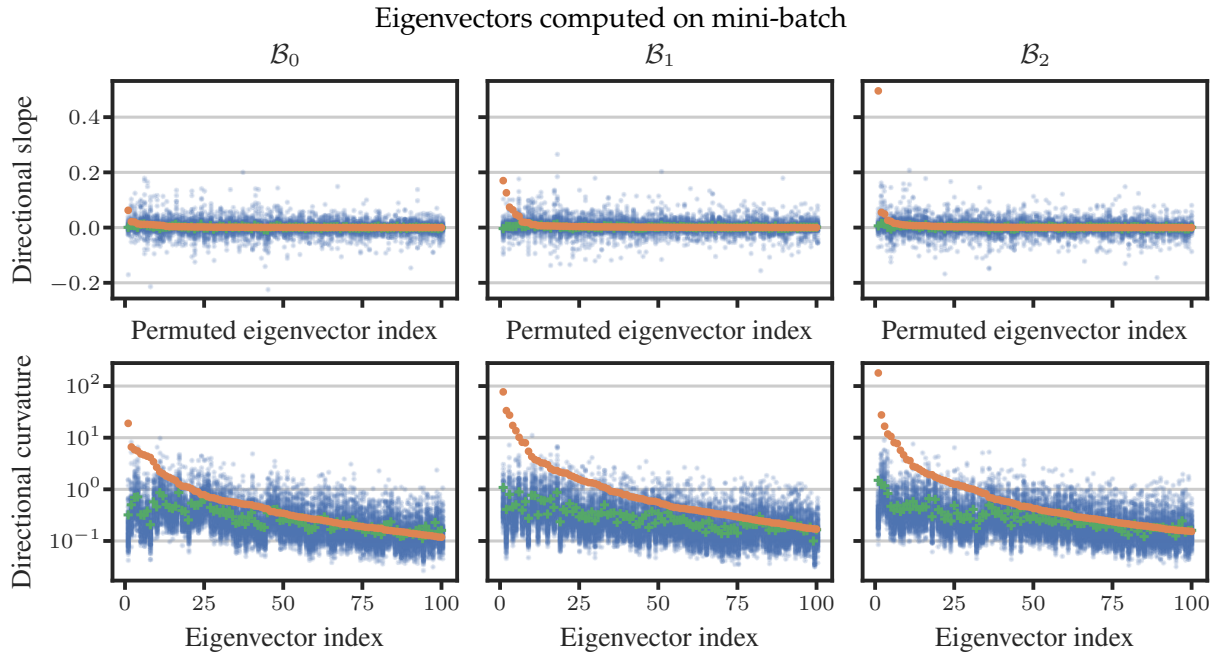 Eigenvectors computed on mini-batch
B₀ B₁ B₂
Directional slope
0.4
0.2
0.0
−0.2
Permuted eigenvector index Permuted eigenvector index Permuted eigenvector index
Directional curvature
10²
10¹
10⁰
10⁻¹
0 25 50 75 100 0 25 50 75 100 0 25 50 75 100
Eigenvector index Eigenvector index Eigenvector index